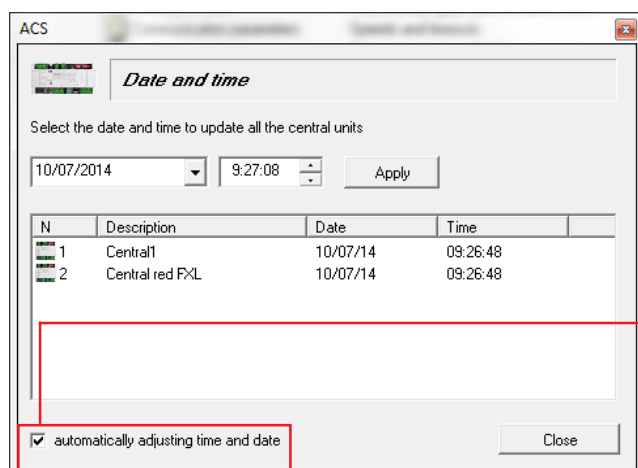 ACS
Date and time
Select the date and time to update all the central units
10/07/2014 9:27:08 Apply
N Description Date Time
1 Central1 10/07/14 09:26:48
2 Central red FXL 10/07/14 09:26:48
automatically adjusting time and date Close